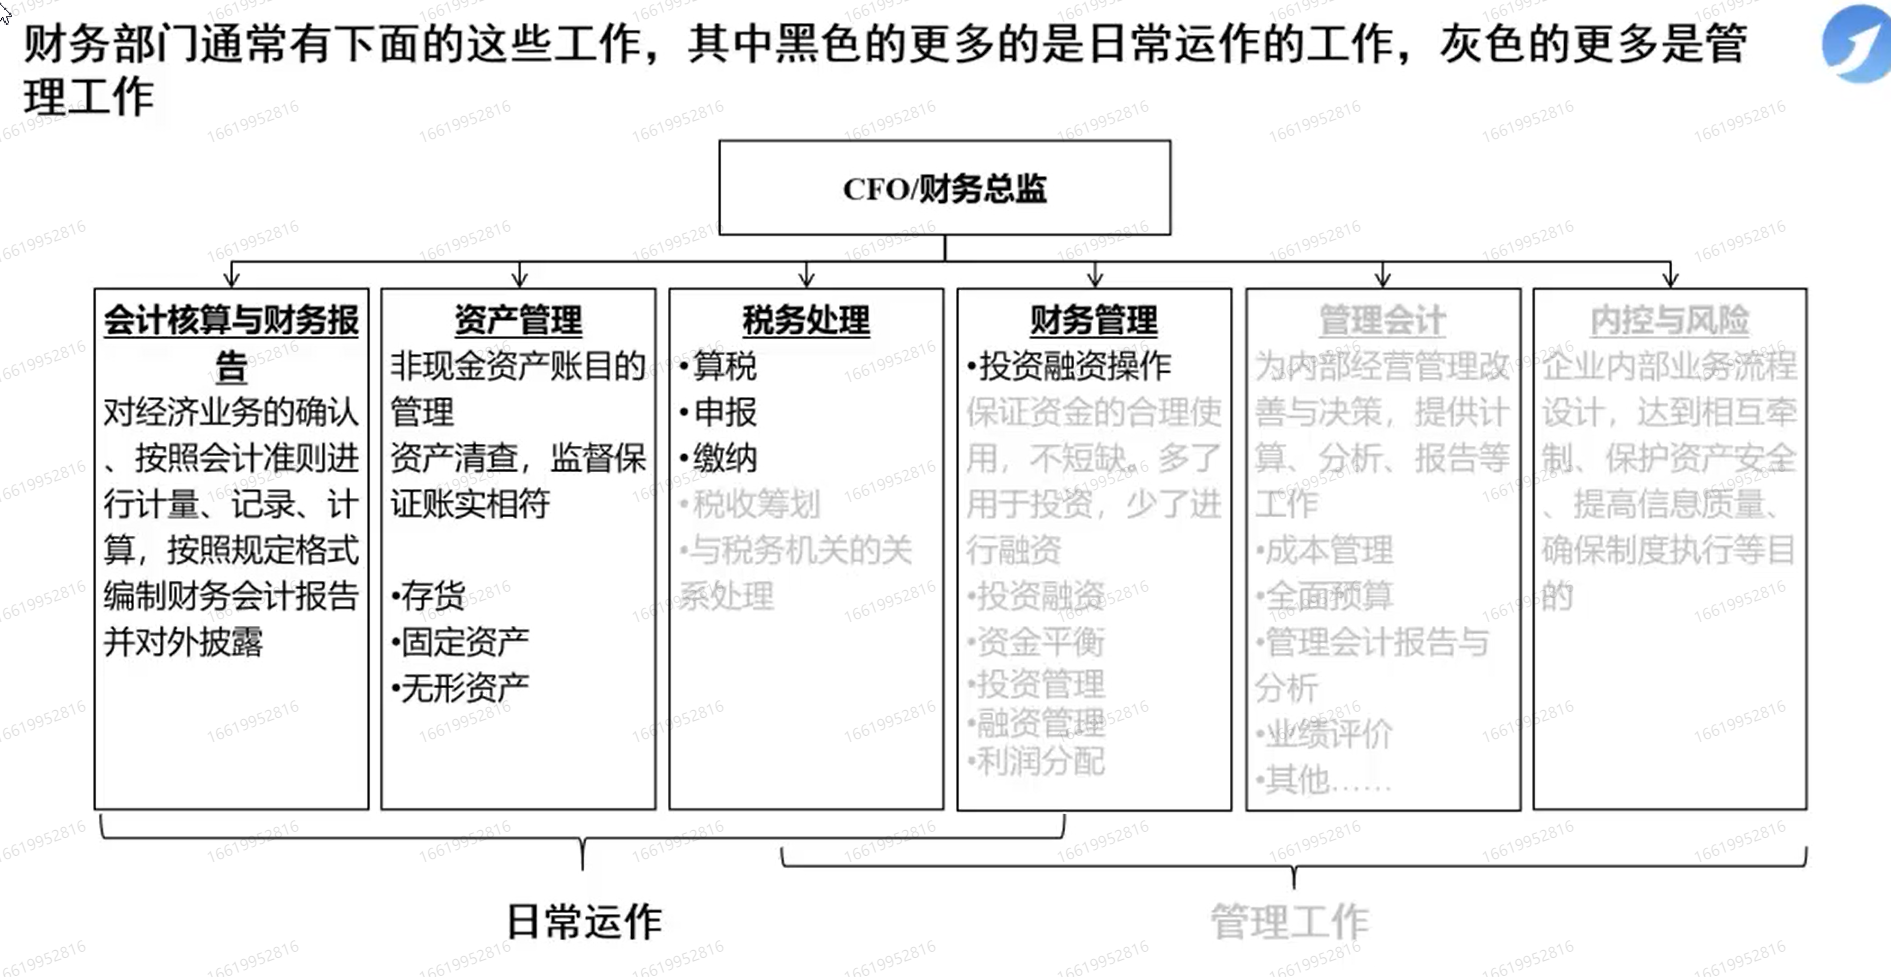 财务部门通常有下面的这些工作，其中黑色的更多的是日常运作的工作，灰色的更多是管
理工作
CFO/财务总监
会计核算与财务报
告
对经济业务的确认
、按照会计准则进
行计量、记录、计
算，按照规定格式
编制财务会计报告
并对外披露
资产管理
非现金资产账目的
管理
资产清查，监督保
证账实相符
•存货
•固定资产
•无形资产
税务处理
•算税
•申报
•缴纳
•税收筹划
•与税务机关的关
系处理
财务管理
•投资融资操作
保证资金的合理使
用，不短缺。多了
用于投资，少了进
行融资
•投资融资
•资金平衡
•投资管理
•融资管理
•利润分配
管理会计
为内部经营管理改
善与决策，提供计
算、分析、报告等
工作
•成本管理
•全面预算
•管理会计报告与
分析
•业绩评价
•其他……
内控与风险
企业内部业务流程
设计，达到相互牵
制、保护资产安全
、提高信息质量、
确保制度执行等目
的
日常运作
管理工作
16619952816